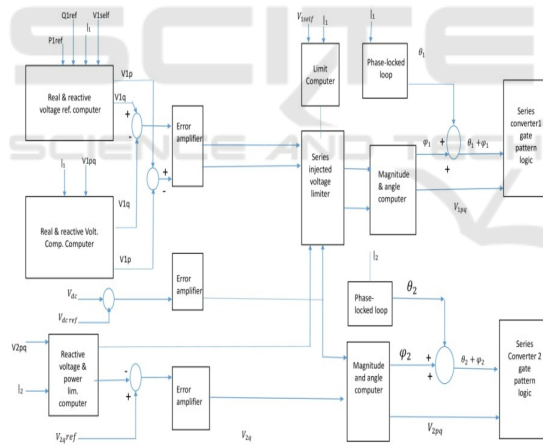 SCITE
SCIENCE AND TECHN
Q1ref
V1self
P1ref
I₁
Real & reactive
voltage ref. computer
V1p
V1q
+
-
I₁
V1pq
Real & reactive Volt.
Comp. Computer
V1q
V1p
+
-
Error
amplifier
V1self
I₁
Limit
Computer
Series
injected
voltage
limiter
I₁
Phase-locked
loop
θ₁
Magnitude
& angle
computer
φ₁
+
+
θ₁ + φ₁
V1pq
Series
converter1
gate
pattern
logic
Vdc
Vdc ref
Error
amplifier
V2pq
I₂
Reactive
voltage &
power
lim.
computer
-
+
V2q ref
Error
amplifier
V2q
I₂
Phase-
locked loop
θ₂
Magnitude
and angle
computer
φ₂
+
+
θ₂ + φ₂
V2pq
Series
Converter 2
gate
pattern
logic